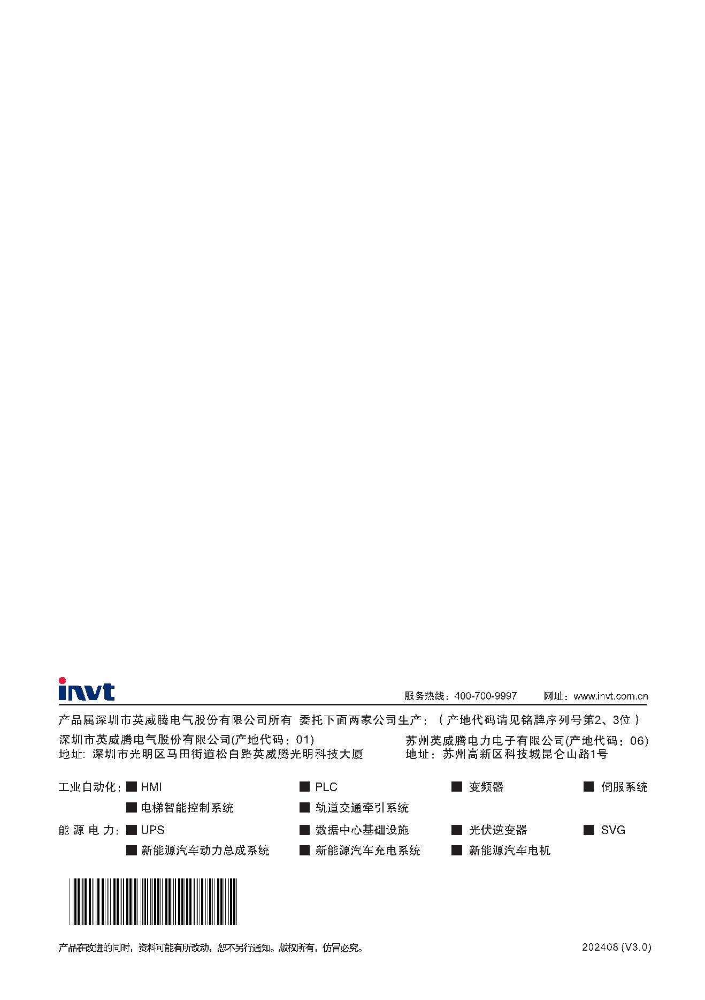 invt
服务热线：400-700-9997 网址：www.invt.com.cn
产品属深圳市英威腾电气股份有限公司所有 委托下面两家公司生产：（产地代码请见铭牌序列号第2、3位）
深圳市英威腾电气股份有限公司(产地代码：01) 苏州英威腾电力电子有限公司(产地代码：06)
地址: 深圳市光明区马田街道松白路英威腾光明科技大厦 地址：苏州高新区科技城昆仑山路1号
工业自动化：■ HMI ■ PLC ■ 变频器 ■ 伺服系统
■ 电梯智能控制系统 ■ 轨道交通牵引系统
能 源 电 力：■ UPS ■ 数据中心基础设施 ■ 光伏逆变器 ■ SVG
■ 新能源汽车动力总成系统 ■ 新能源汽车充电系统 ■ 新能源汽车电机
产品在改进的同时，资料可能有所改动，恕不另行通知。版权所有，仿冒必究。 202408 (V3.0)